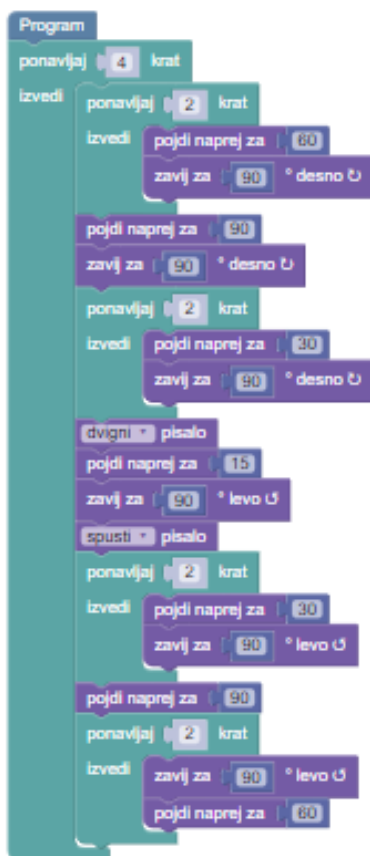 Program
ponavljaj 4 krat
izvedi ponavljaj 2 krat
izvedi pojdi naprej za 60
zavij za 90 ° desno ↻
pojdi naprej za 90
zavij za 90 ° desno ↻
ponavljaj 2 krat
izvedi pojdi naprej za 30
zavij za 90 ° desno ↻
dvigni ▾ pisalo
pojdi naprej za 15
zavij za 90 ° levo ↺
spusti ▾ pisalo
ponavljaj 2 krat
izvedi pojdi naprej za 30
zavij za 90 ° levo ↺
pojdi naprej za 90
ponavljaj 2 krat
izvedi zavij za 90 ° levo ↺
pojdi naprej za 60